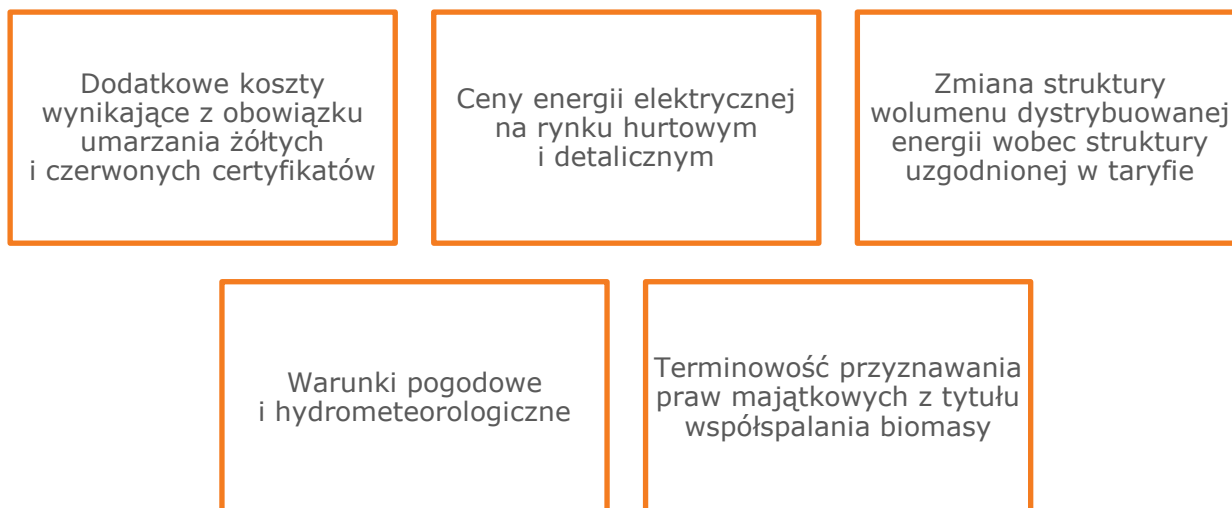 Dodatkowe koszty
wynikające z obowiązku
umarzania żółtych
i czerwonych certyfikatów
Ceny energii elektrycznej
na rynku hurtowym
i detalicznym
Zmiana struktury
wolumenu dystrybuowanej
energii wobec struktury
uzgodnionej w taryfie
Warunki pogodowe
i hydrometeorologiczne
Terminowość przyznawania
praw majątkowych z tytułu
współspalania biomasy